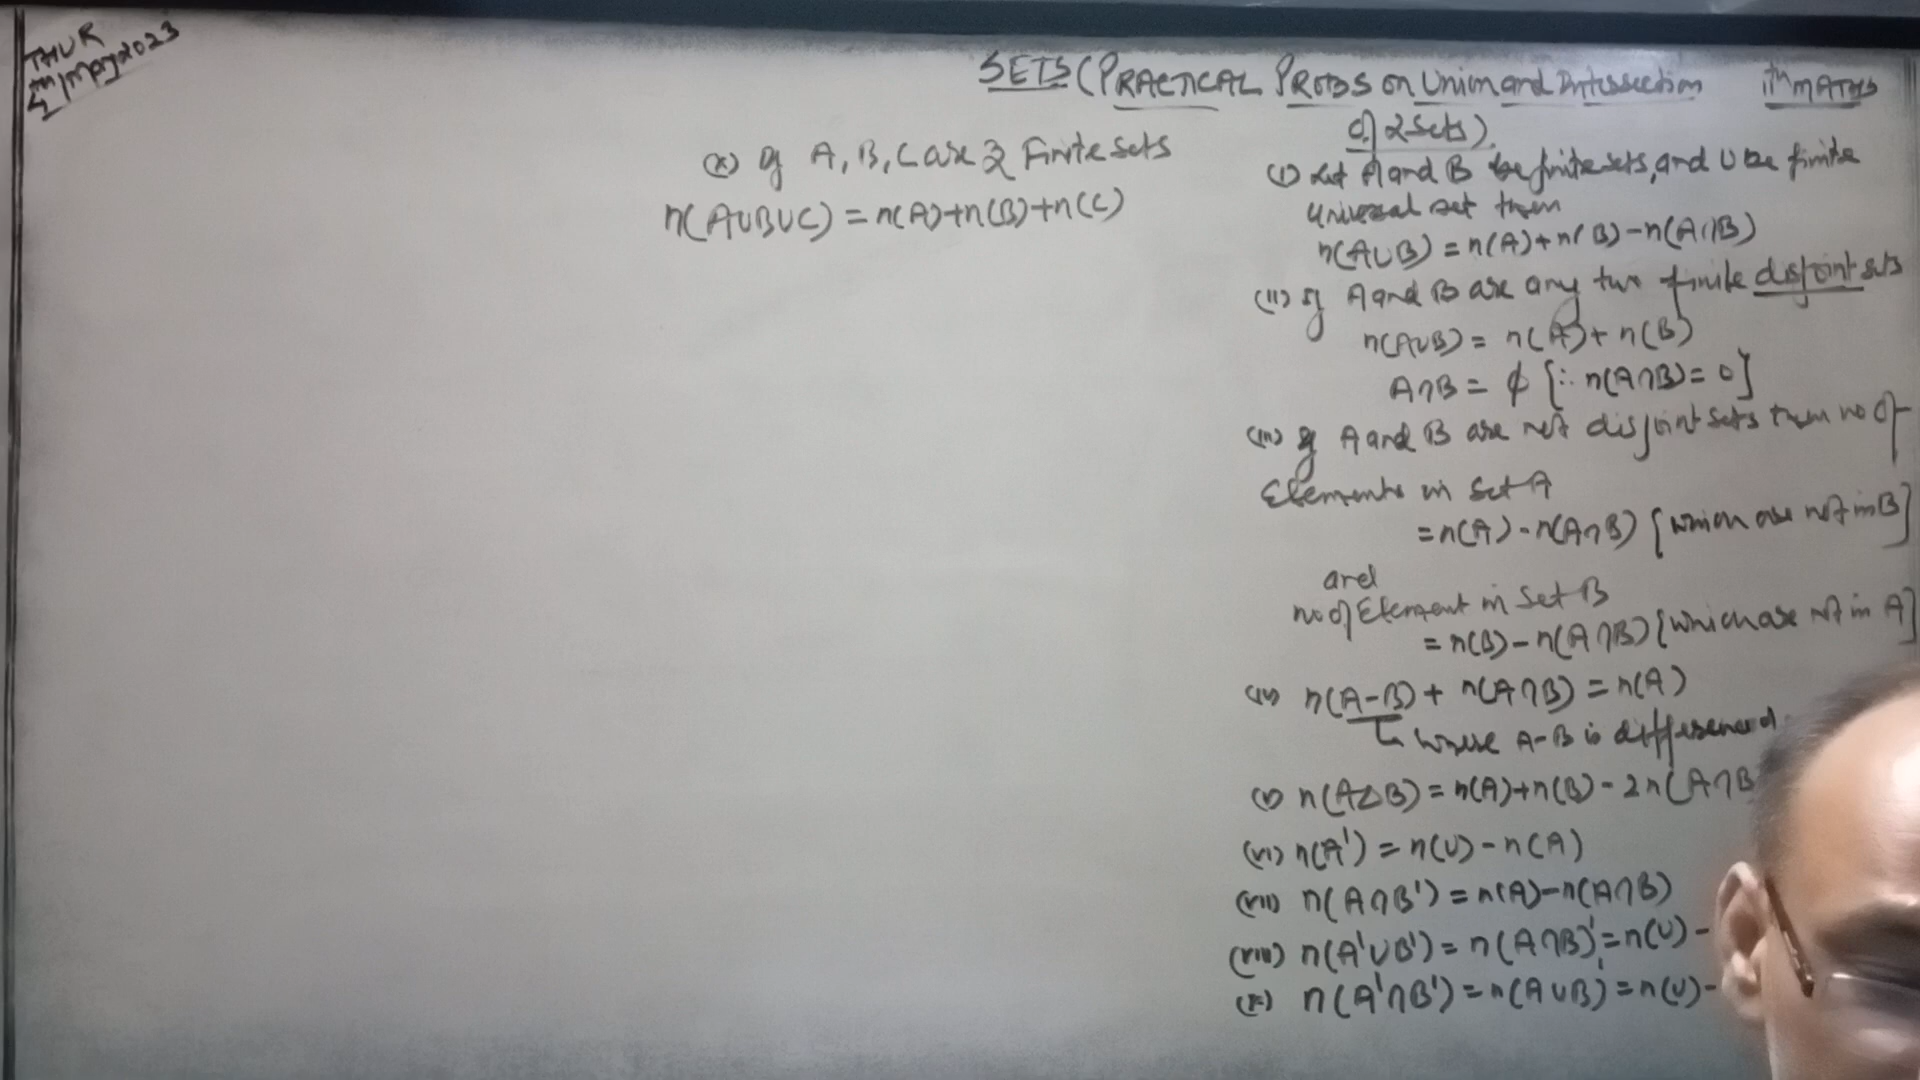 THUR
4th May 2023
SETS (PRACTICAL PROBS on Union and Intersection 11th MATHS
of 2 sets)
(i) Let A and B be finite sets, and U be finite
Universal set then
n(A∪B) = n(A)+n(B)-n(A∩B)
(ii) If A and B are any two finite disjoint sets
n(A∪B) = n(A)+ n(B)
A∩B = ϕ [∵ n(A∩B)= 0]
(iii) If A and B are not disjoint sets then no of
Elements in Set A
= n(A) - n(A∩B) [which are not in B]
and
no of Element in Set B
= n(B) - n(A∩B) [which are not in A]
(iv) n(A-B) + n(A∩B) = n(A)
↳ where A-B is difference
(v) n(A△B) = n(A)+n(B) - 2n(A∩B
(vi) n(A') = n(U) - n(A)
(vii) n(A∩B') = n(A)-n(A∩B)
(viii) n(A'∪B') = n(A∩B)' = n(U) -
(ix) n(A'∩B') = n(A∪B)' = n(U) -
(x) If A, B, C are 3 Finite sets
n(A∪B∪C) = n(A)+n(B)+n(C)